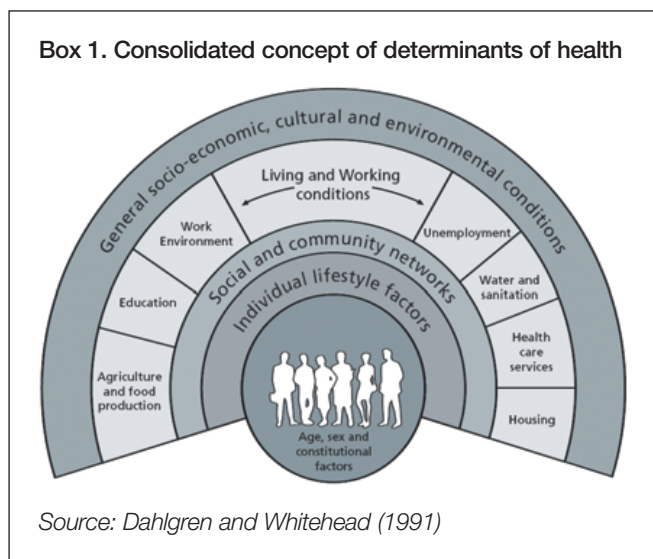 Box 1. Consolidated concept of determinants of health
General socio-economic, cultural and environmental conditions
Living and Working
conditions
Work
Environment
Unemployment
Education
Water and
sanitation
Agriculture
and food
production
Health
care
services
Housing
Social and community networks
Individual lifestyle factors
Age, sex and
constitutional
factors
Source: Dahlgren and Whitehead (1991)